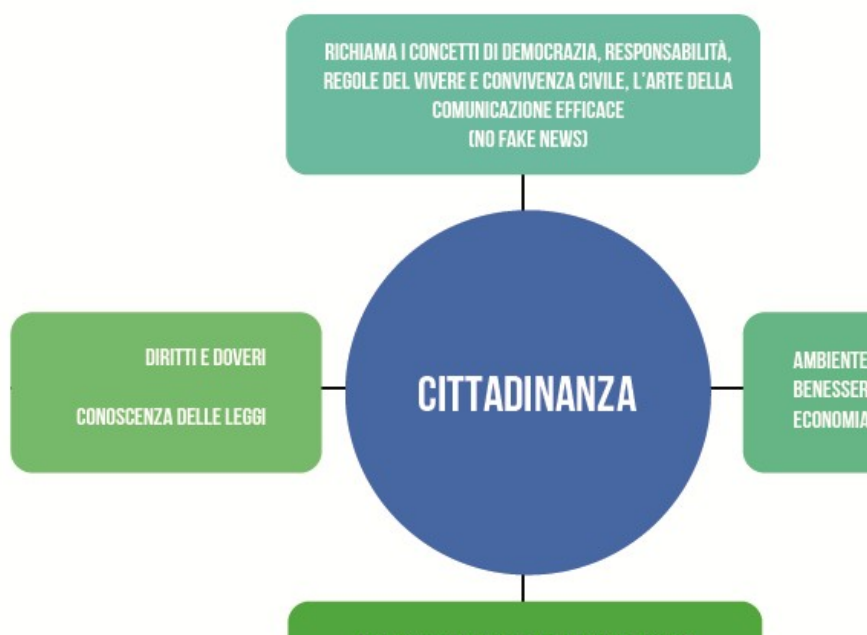 RICHIAMA I CONCETTI DI DEMOCRAZIA, RESPONSABILITÀ,
REGOLE DEL VIVERE E CONVIVENZA CIVILE, L'ARTE DELLA
COMUNICAZIONE EFFICACE
(NO FAKE NEWS)
DIRITTI E DOVERI
CONOSCENZA DELLE LEGGI
CITTADINANZA
AMBIENTE
BENESSER
ECONOMIA